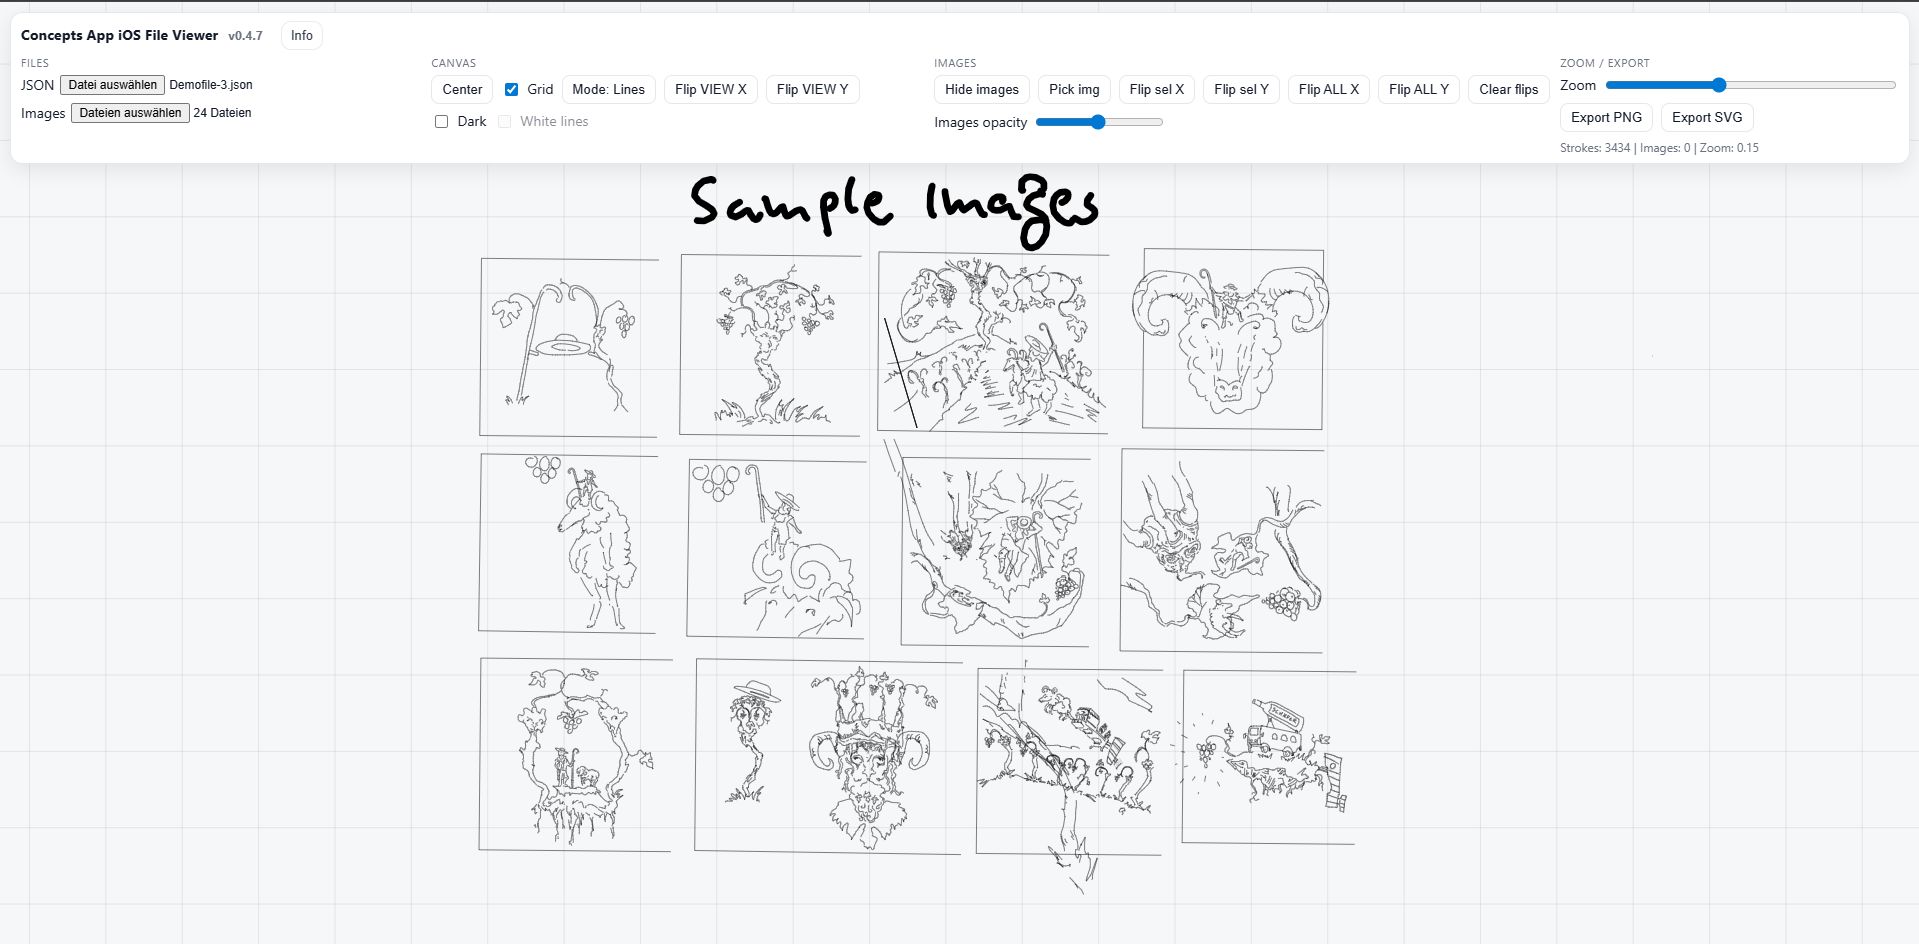 Concepts App iOS File Viewer v0.4.7 Info
FILES
JSON Datei auswählen Demofile-3.json
Images Dateien auswählen 24 Dateien
CANVAS
Center Grid Mode: Lines Flip VIEW X Flip VIEW Y
Dark White lines
IMAGES
Hide images Pick img Flip sel X Flip sel Y Flip ALL X Flip ALL Y Clear flips
Images opacity
ZOOM / EXPORT
Zoom
Export PNG Export SVG
Strokes: 3434 | Images: 0 | Zoom: 0.15
Sample Images